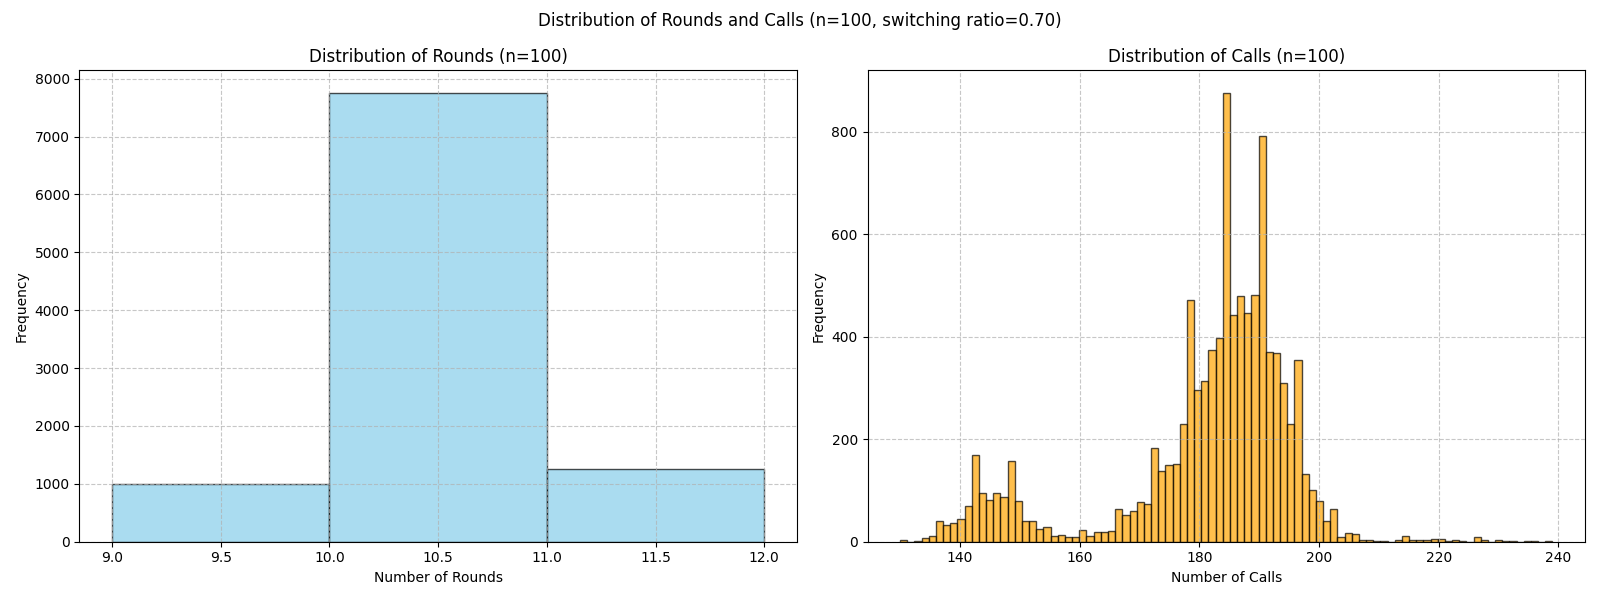 Distribution of Rounds and Calls (n=100, switching ratio=0.70)
Distribution of Rounds (n=100)
8000
7000
6000
5000
4000
3000
2000
1000
0
Frequency
9.0 9.5 10.0 10.5 11.0 11.5 12.0
Number of Rounds
Distribution of Calls (n=100)
800
600
400
200
0
Frequency
140 160 180 200 220 240
Number of Calls